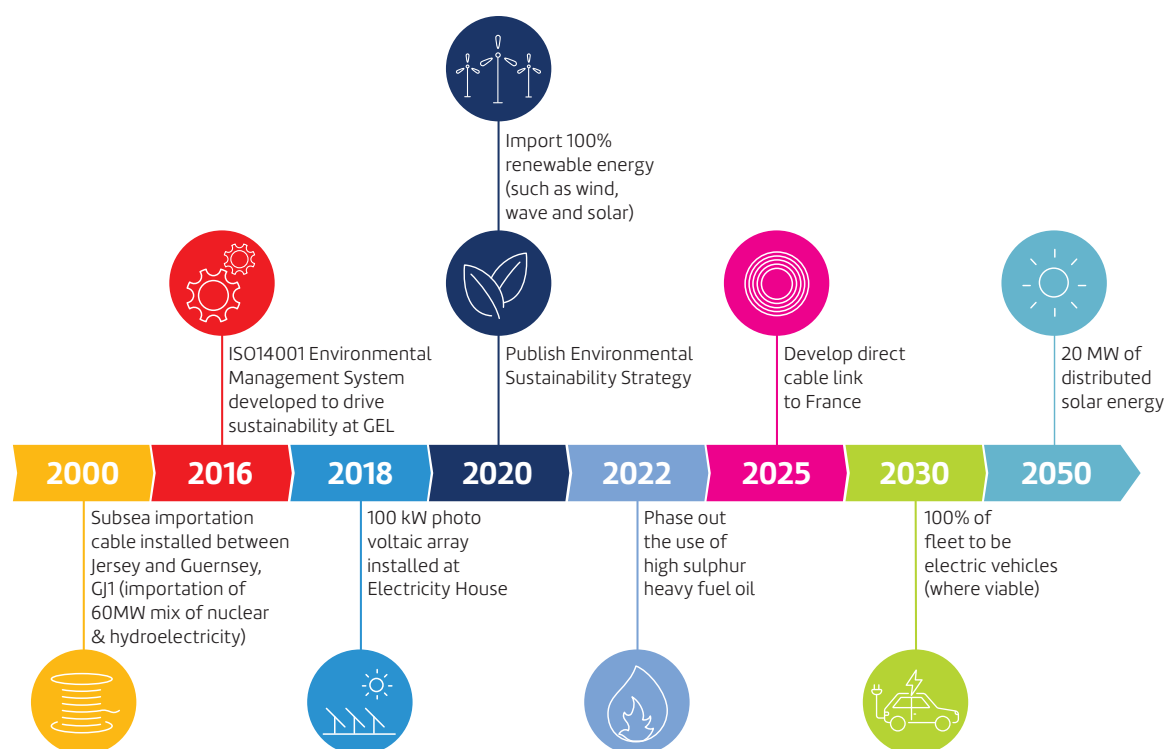 Import 100%
renewable energy
(such as wind,
wave and solar)
ISO14001 Environmental
Management System
developed to drive
sustainability at GEL
Publish Environmental
Sustainability Strategy
Develop direct
cable link
to France
20 MW of
distributed
solar energy
2000
2016
2018
2020
2022
2025
2030
2050
Subsea importation
cable installed between
Jersey and Guernsey,
GJ1 (importation of
60MW mix of nuclear
& hydroelectricity)
100 kW photo
voltaic array
installed at
Electricity House
Phase out
the use of
high sulphur
heavy fuel oil
100% of
fleet to be
electric vehicles
(where viable)